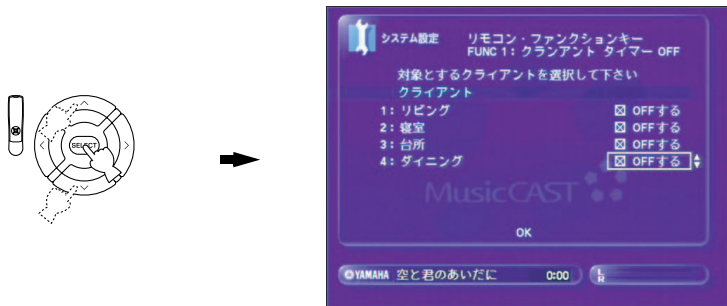 SELECT
システム設定 リモコン・ファンクションキー
FUNC 1: クランアント タイマー OFF
対象とするクライアントを選択して下さい
クライアント
1: リビング ☒ OFFする
2: 寝室 ☒ OFFする
3: 台所 ☒ OFFする
4: ダイニング ☒ OFFする
MusicCAST
OK
YAMAHA 空と君のあいだに 0:00 L
R